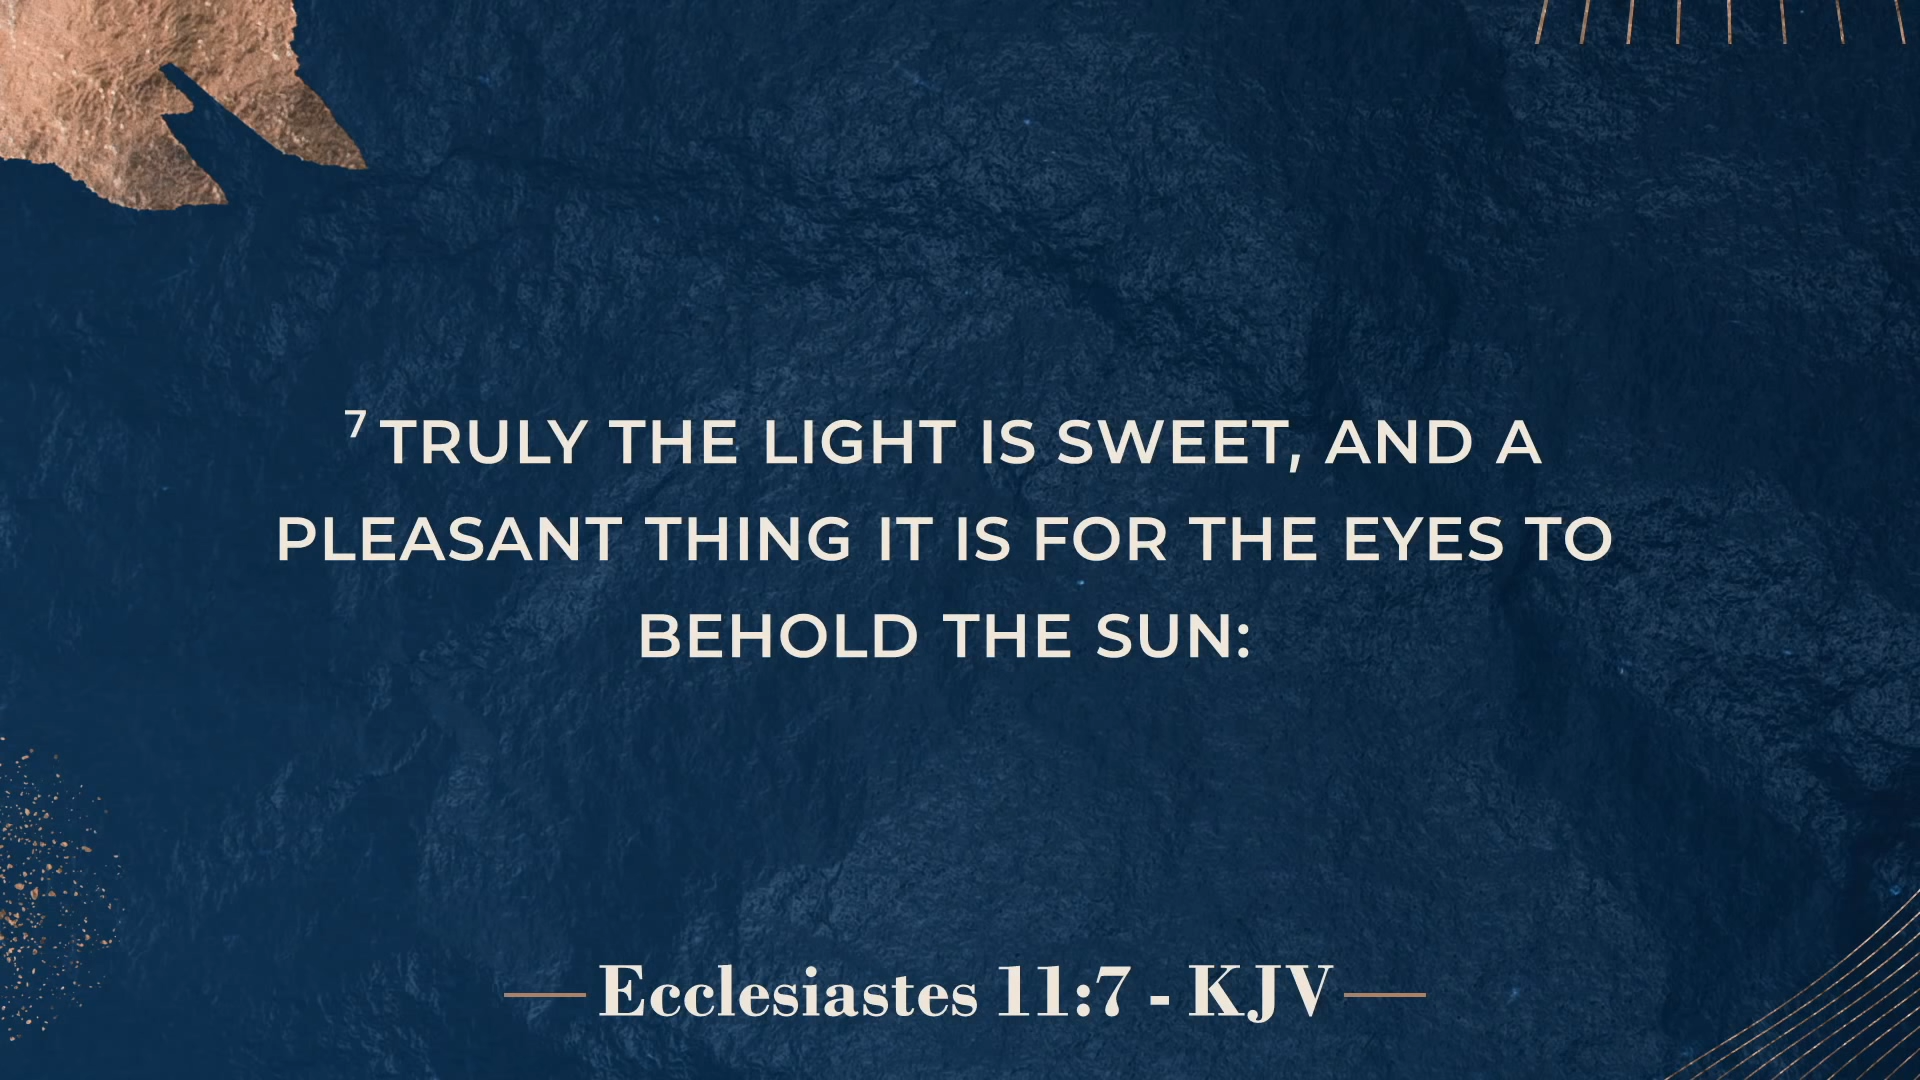 7 TRULY THE LIGHT IS SWEET, AND A
PLEASANT THING IT IS FOR THE EYES TO
BEHOLD THE SUN:
Ecclesiastes 11:7 - KJV